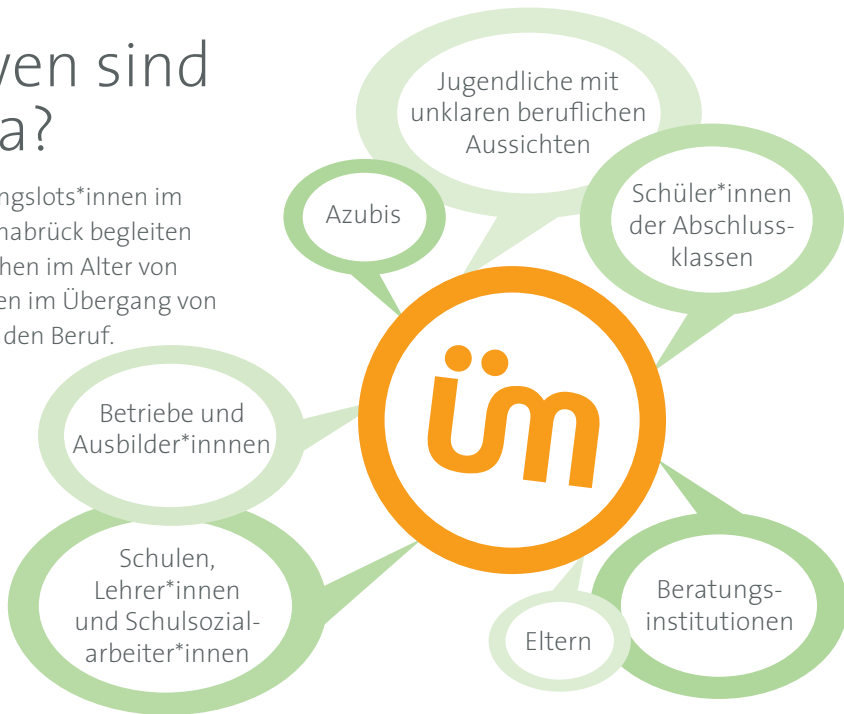 ven sind
a?
ngslots*innen im
nabrück begleiten
hen im Alter von
en im Übergang von
den Beruf.
Jugendliche mit
unklaren beruflichen
Aussichten
Azubis
Schüler*innen
der Abschluss-
klassen
üm
Betriebe und
Ausbilder*innnen
Schulen,
Lehrer*innen
und Schulsozial-
arbeiter*innen
Eltern
Beratungs-
institutionen